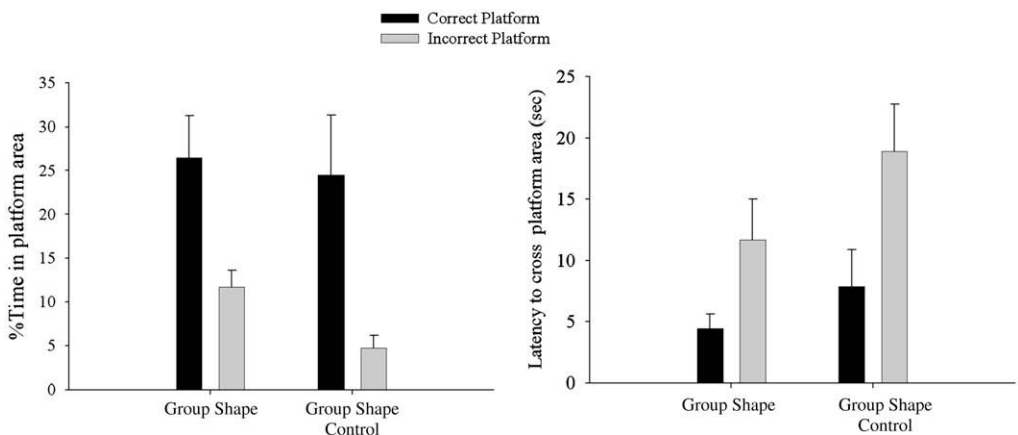 Correct Platform
Incorrect Platform
%Time in platform area
35
30
25
20
15
10
5
0
Group Shape
Group Shape
Control
Latency to cross platform area (sec)
25
20
15
10
5
0
Group Shape
Group Shape
Control